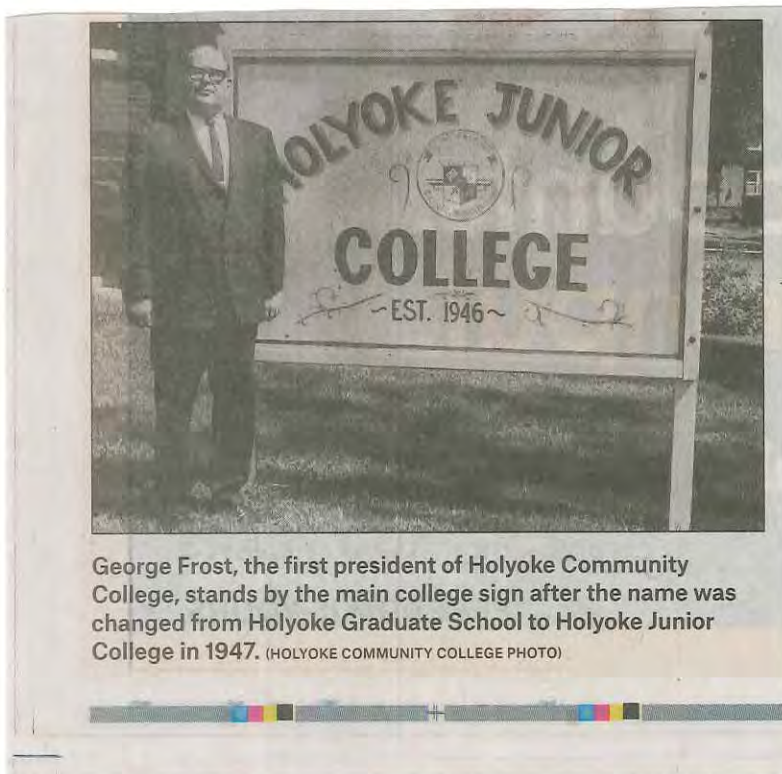 HOLYOKE JUNIOR
COLLEGE
~EST. 1946~
George Frost, the first president of Holyoke Community
College, stands by the main college sign after the name was
changed from Holyoke Graduate School to Holyoke Junior
College in 1947. (HOLYOKE COMMUNITY COLLEGE PHOTO)